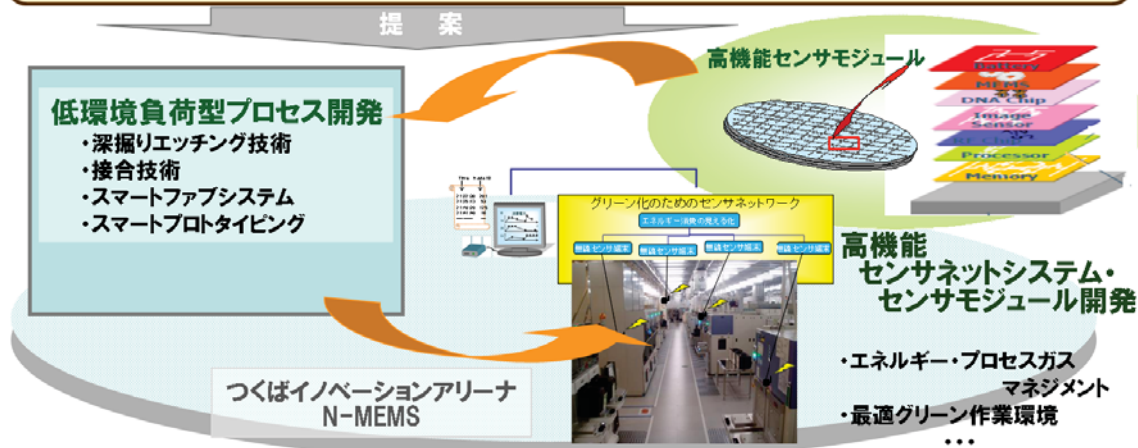 提 案
低環境負荷型プロセス開発
・深掘りエッチング技術
・接合技術
・スマートファブシステム
・スマートプロトタイピング
高機能センサモジュール
Battery
MEMS
DNA Chip
Image
Sensor
Processor
Memory
グリーン化のためのセンサネットワーク
エネルギー消費の見える化
無線センサ端末
無線センサ端末
無線センサ端末
無線センサ端末
高機能
センサネットシステム・
センサモジュール開発
・エネルギー・プロセスガス
マネジメント
・最適グリーン作業環境
・・・
つくばイノベーションアリーナ
N-MEMS